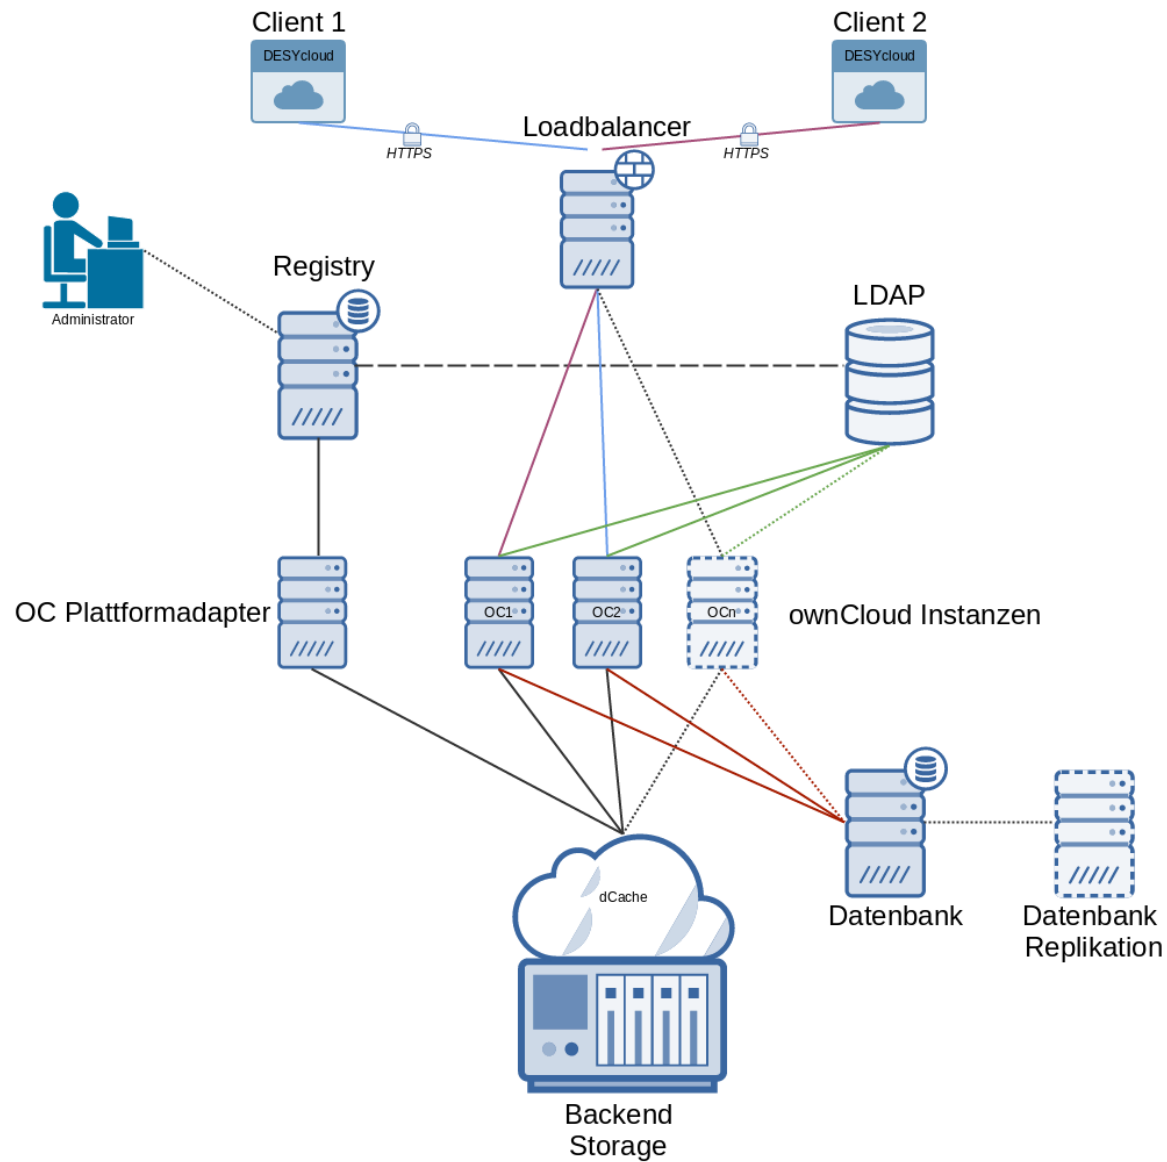 Client 1
Client 2
DESYcloud
DESYcloud
Loadbalancer
HTTPS
HTTPS
Registry
LDAP
Administrator
OC Plattformadapter
OC1
OC2
OCn
ownCloud Instanzen
dCache
Datenbank
Datenbank
Replikation
Backend
Storage